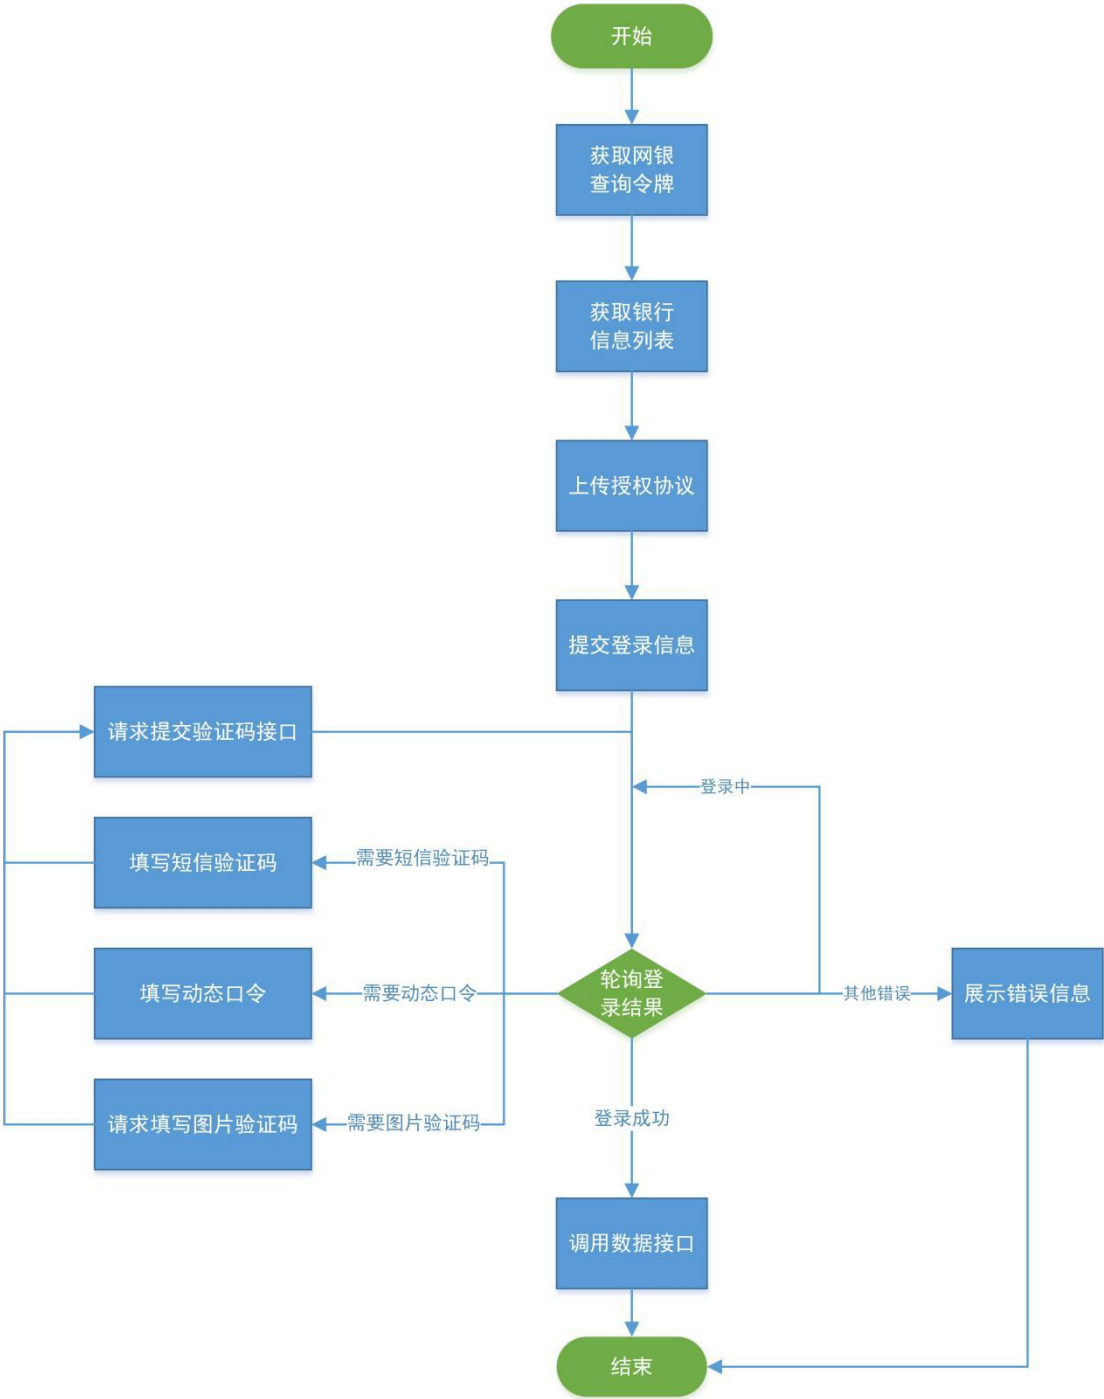 开始
获取网银
查询令牌
获取银行
信息列表
上传授权协议
提交登录信息
请求提交验证码接口
登录中
填写短信验证码
需要短信验证码
填写动态口令
需要动态口令
轮询登
录结果
其他错误
展示错误信息
请求填写图片验证码
需要图片验证码
登录成功
调用数据接口
结束